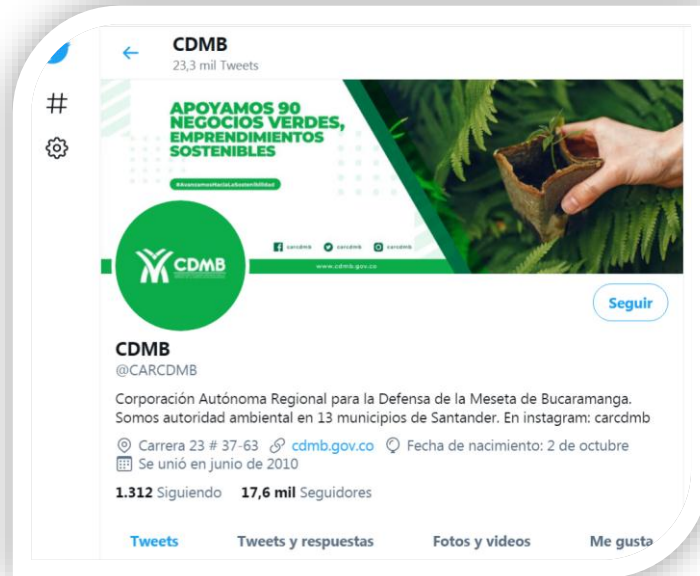 CDMB
23,3 mil Tweets
#
APOYAMOS 90
NEGOCIOS VERDES,
EMPRENDIMIENTOS
SOSTENIBLES
#AvanzamosHaciaLaSostenibilidad
carcdmb carcdmb carcdmb
www.cdmb.gov.co
CDMB
Seguir
CDMB
@CARCDMB
Corporación Autónoma Regional para la Defensa de la Meseta de Bucaramanga.
Somos autoridad ambiental en 13 municipios de Santander. En instagram: carcdmb
Carrera 23 # 37-63 cdmb.gov.co Fecha de nacimiento: 2 de octubre
Se unió en junio de 2010
1.312 Siguiendo 17,6 mil Seguidores
Tweets Tweets y respuestas Fotos y videos Me gusta